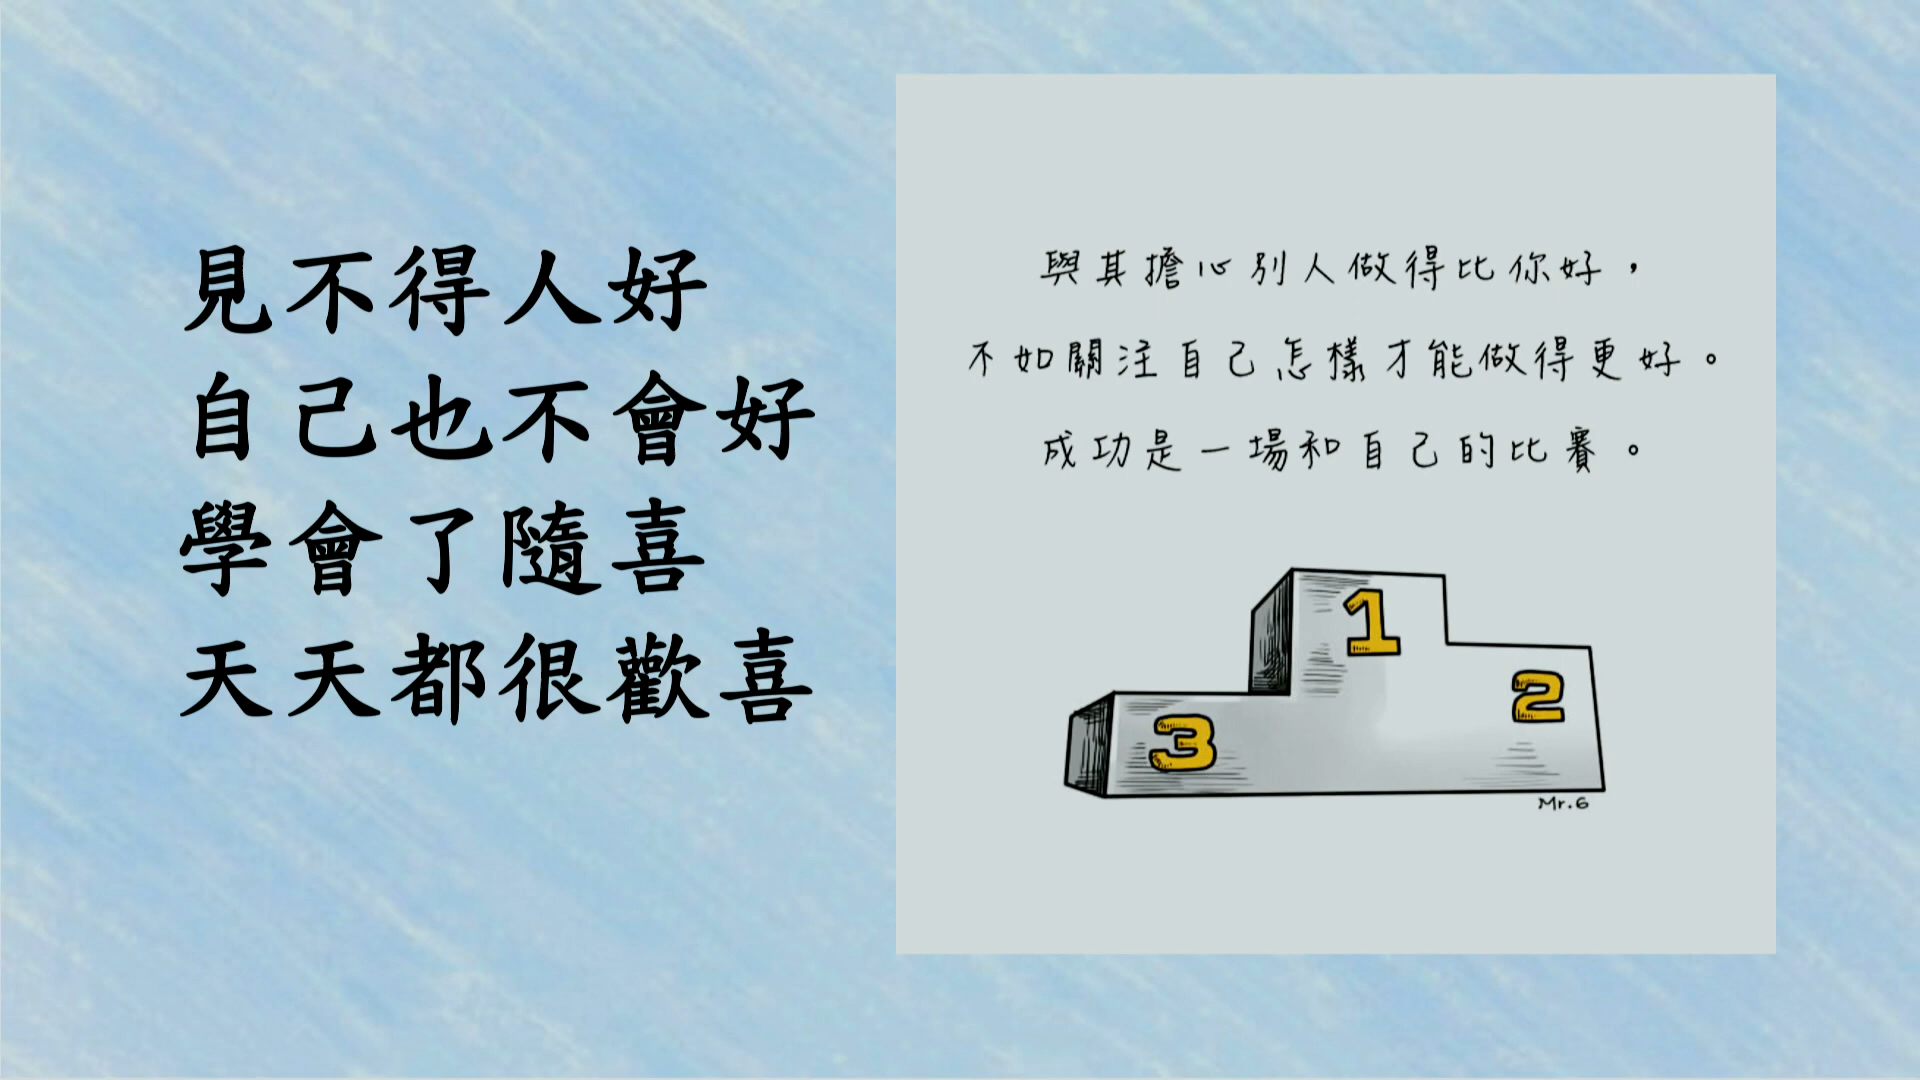 見不得人好
自己也不會好
學會了隨喜
天天都很歡喜
與其擔心別人做得比你好，
不如關注自己怎樣才能做得更好。
成功是一場和自己的比賽。
1
2
3
Mr.6